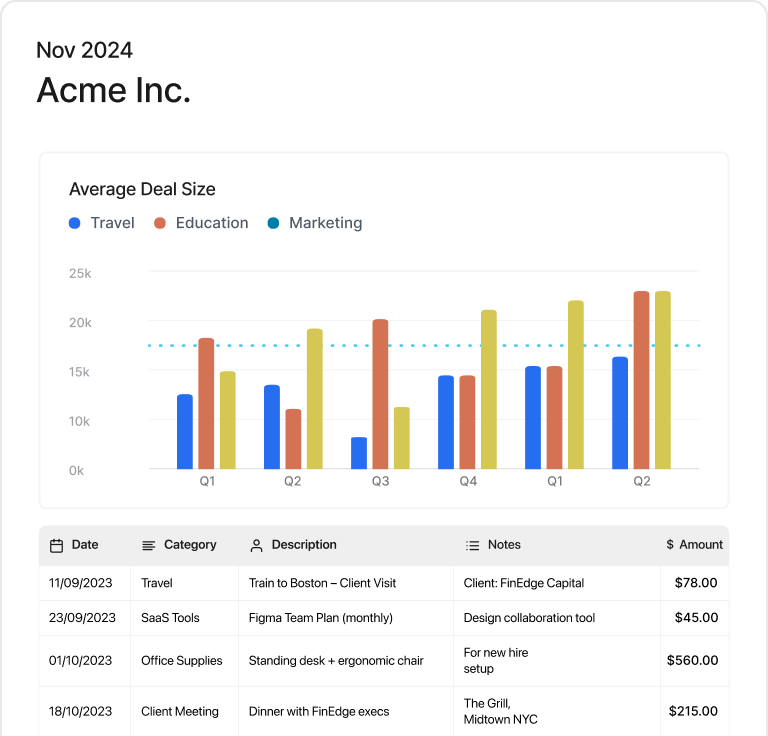 Nov 2024
Acme Inc.
Average Deal Size
Travel Education Marketing
25k
20k
15k
10k
0k
Q1 Q2 Q3 Q4 Q1 Q2
Date Category Description Notes $ Amount
11/09/2023 Travel Train to Boston – Client Visit Client: FinEdge Capital $78.00
23/09/2023 SaaS Tools Figma Team Plan (monthly) Design collaboration tool $45.00
01/10/2023 Office Supplies Standing desk + ergonomic chair For new hire
setup $560.00
18/10/2023 Client Meeting Dinner with FinEdge execs The Grill,
Midtown NYC $215.00